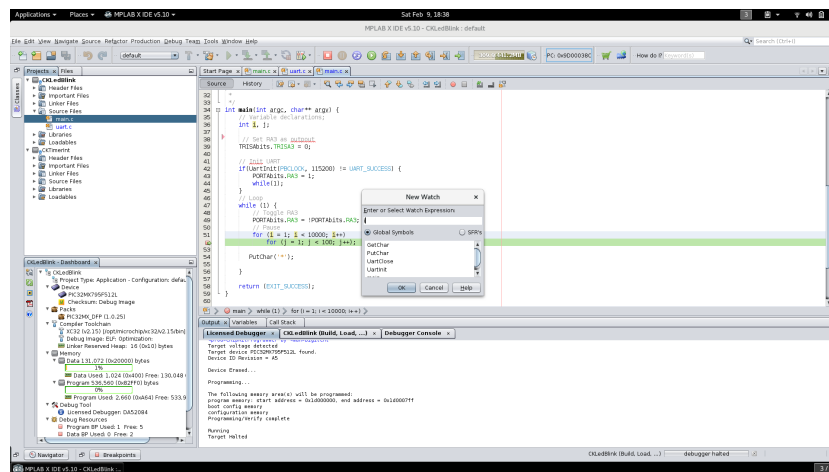 Applications Places MPLAB X IDE v5.10 Sat Feb 9, 18:38 3
MPLAB X IDE v5.10 - CKLedBlink : default
File Edit View Navigate Source Refactor Production Debug Team Tools Window Help Search (Ctrl+I)
default PC: 0x9D00038C How do I? Keyword(s)
Projects x Files
CKLedBlink
Header Files
Important Files
Linker Files
Source Files
main.c
uart.c
Libraries
Loadables
CKTimerInt
Header Files
Important Files
Linker Files
Source Files
Libraries
Loadables
Classes
CKLedBlink - Dashboard x
CKLedBlink
Project Type: Application - Configuration: defau
Device
PIC32MX795F512L
Checksum: Debug Image
Packs
PIC32MX_DFP (1.0.25)
Compiler Toolchain
XC32 (v2.15) [/opt/microchip/xc32/v2.15/bin]
Debug Image: ELF: Optimization:
Linker Reserved Heap: 16 (0x10) bytes
Memory
Data 131,072 (0x20000) bytes
1%
Data Used: 1,024 (0x400) Free: 130,048 (
Program 536,560 (0x82FF0) bytes
0%
Program Used: 2,660 (0xA64) Free: 533,9
Debug Tool
Licensed Debugger: DA52084
Debug Resources
Program BP Used: 1 Free: 5
Data BP Used: 0 Free: 2
Start Page x main.c x uart.c x main.c x
Source History
32 *
33 */
34 int main(int argc, char** argv) {
35 // Variable declarations;
36 int i, j;
37
38 // Set RA3 as output
39 TRISAbits.TRISA3 = 0;
40
41 // Init UART
42 if(UartInit(PBCLOCK, 115200) != UART_SUCCESS) {
43 PORTAbits.RA3 = 1;
44 while(1);
45 }
46 // Loop
47 while (1) {
48 // Toggle RA3
49 PORTAbits.RA3 = !PORTAbits.RA3;
50 // Pause
51 for (i = 1; i < 10000; i++)
for (j = 1; j < 100; j++);
53
54 PutChar('*');
55
56 }
57
58 return (EXIT_SUCCESS);
59 }
60
main while (1) for (i = 1; i < 10000; i++)
New Watch x
Enter or Select Watch Expression:
i
Global Symbols SFR's
GetChar
PutChar
UartClose
UartInit
OK Cancel Help
Output x Variables Call Stack
Licensed Debugger x CKLedBlink (Build, Load, ...) x Debugger Console x
Target voltage detected
Target device PIC32MX795F512L found.
Device ID Revision = A5
Device Erased...
Programming...
The following memory area(s) will be programmed:
program memory: start address = 0x1d000000, end address = 0x1d0007ff
boot config memory
configuration memory
Programming/Verify complete
Running
Target Halted
Navigator Breakpoints CKLedBlink (Build, Load, ...) debugger halted
MPLAB X IDE v5.10 - CKLedBlink :...